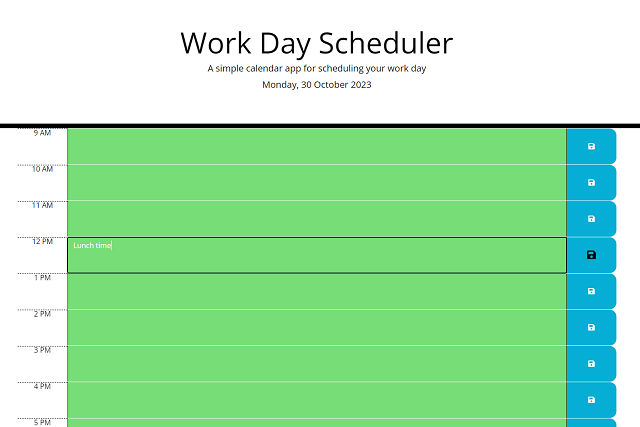 Work Day Scheduler
A simple calendar app for scheduling your work day
Monday, 30 October 2023
9 AM
10 AM
11 AM
12 PM
Lunch time
1 PM
2 PM
3 PM
4 PM
5 PM